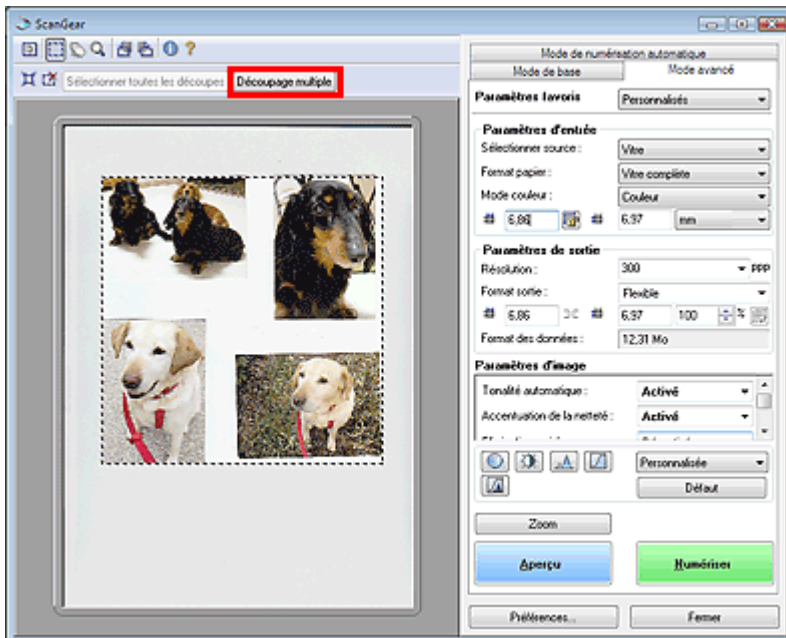 ScanGear
Sélectionner toutes les découpes
Découpage multiple
Mode de numérisation automatique
Mode de base
Mode avancé
Paramètres favoris
Personnalisés
Paramètres d'entrée
Sélectionner source :
Vitre
Format papier :
Vitre complète
Mode couleur :
Couleur
6,86
6,97
mm
Paramètres de sortie
Résolution :
300
PPP
Format sortie :
Flexible
6,86
6,97
100
%
Format des données :
12,31 Mo
Paramètres d'image
Tonalité automatique :
Activé
Accentuation de la netteté :
Activé
Personnalisée
Défaut
Zoom
Aperçu
Numériser
Préférences...
Fermer